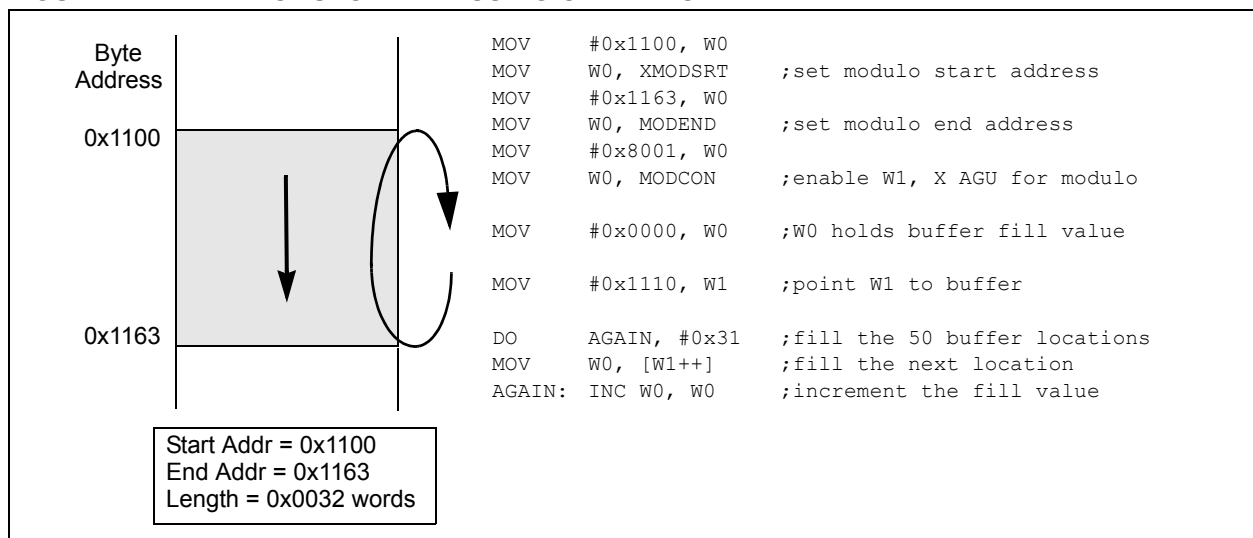 Byte
Address
0x1100
0x1163
MOV #0x1100, W0
MOV W0, XMODSRT ;set modulo start address
MOV #0x1163, W0
MOV W0, MODEND ;set modulo end address
MOV #0x8001, W0
MOV W0, MODCON ;enable W1, X AGU for modulo
MOV #0x0000, W0 ;W0 holds buffer fill value
MOV #0x1110, W1 ;point W1 to buffer
DO AGAIN, #0x31 ;fill the 50 buffer locations
MOV W0, [W1++] ;fill the next location
AGAIN: INC W0, W0 ;increment the fill value
Start Addr = 0x1100
End Addr = 0x1163
Length = 0x0032 words